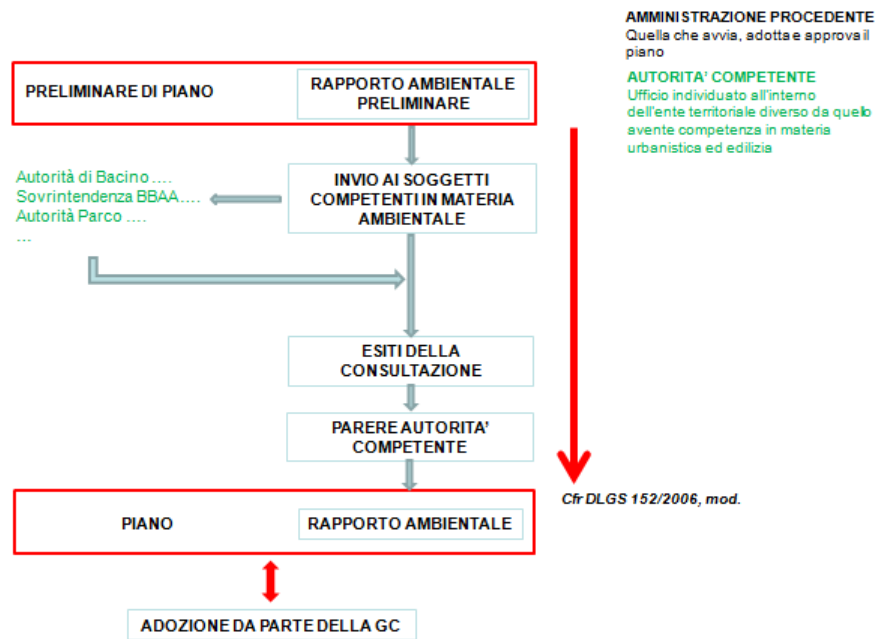 AMMINISTRAZIONE PROCEDENTE
Quella che avvia, adotta e approva il
piano
AUTORITA' COMPETENTE
Ufficio individuato all'interno
dell'ente territoriale diverso da quello
avente competenza in materia
urbanistica ed edilizia
PRELIMINARE DI PIANO
RAPPORTO AMBIENTALE
PRELIMINARE
INVIO AI SOGGETTI
COMPETENTI IN MATERIA
AMBIENTALE
Autorità di Bacino ....
Sovrintendenza BBAA ....
Autorità Parco ....
...
ESITI DELLA
CONSULTAZIONE
PARERE AUTORITA'
COMPETENTE
PIANO
RAPPORTO AMBIENTALE
Cfr DLGS 152/2006, mod.
ADOZIONE DA PARTE DELLA GC